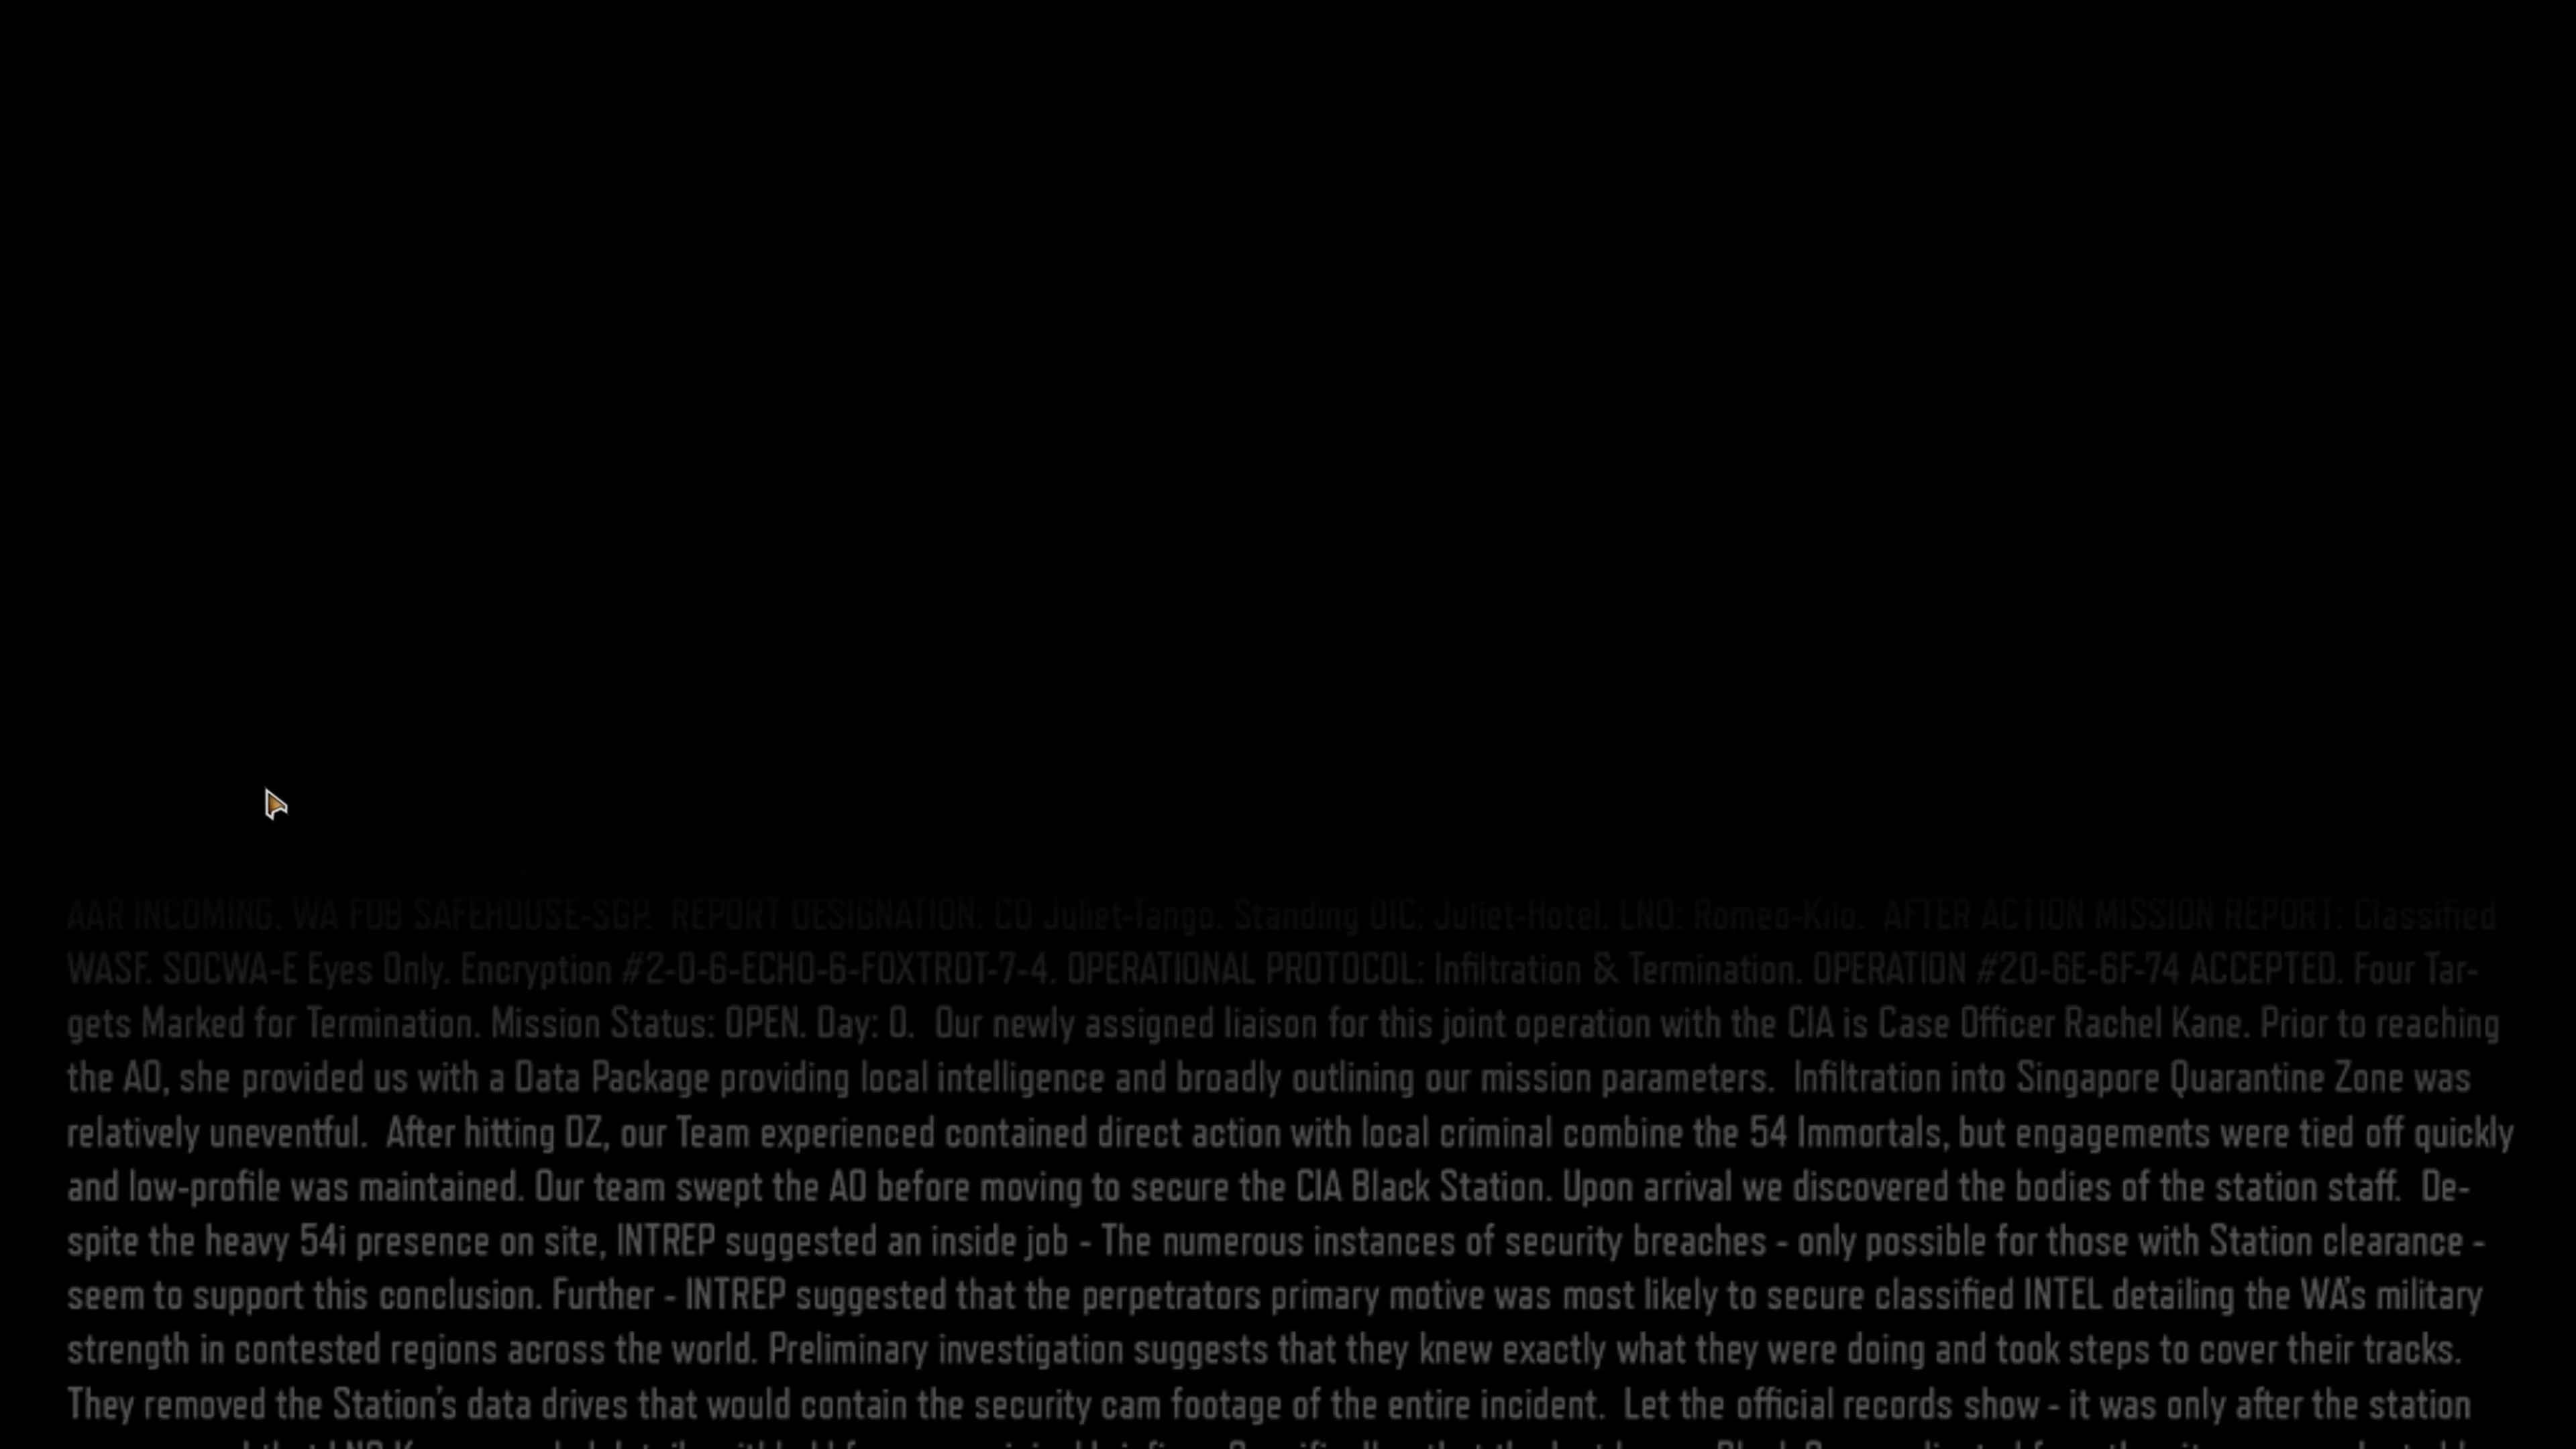 AAR INCOMING. WA FOB SAFEHOUSE-SGP. REPORT DESIGNATION: CO Juliet-Tango. Standing OIC: Juliet-Hotel. LNO: Romeo-Kilo. AFTER ACTION MISSION REPORT: Classified
WASF. SOCWA-E Eyes Only. Encryption #2-0-6-ECHO-6-FOXTROT-7-4. OPERATIONAL PROTOCOL: Infiltration & Termination. OPERATION #20-6E-6F-74 ACCEPTED. Four Tar-
gets Marked for Termination. Mission Status: OPEN. Day: 0. Our newly assigned liaison for this joint operation with the CIA is Case Officer Rachel Kane. Prior to reaching
the AO, she provided us with a Data Package providing local intelligence and broadly outlining our mission parameters. Infiltration into Singapore Quarantine Zone was
relatively uneventful. After hitting DZ, our Team experienced contained direct action with local criminal combine the 54 Immortals, but engagements were tied off quickly
and low-profile was maintained. Our team swept the AO before moving to secure the CIA Black Station. Upon arrival we discovered the bodies of the station staff. De-
spite the heavy 54i presence on site, INTREP suggested an inside job - The numerous instances of security breaches - only possible for those with Station clearance -
seem to support this conclusion. Further - INTREP suggested that the perpetrators primary motive was most likely to secure classified INTEL detailing the WA's military
strength in contested regions across the world. Preliminary investigation suggests that they knew exactly what they were doing and took steps to cover their tracks.
They removed the Station's data drives that would contain the security cam footage of the entire incident. Let the official records show - it was only after the station